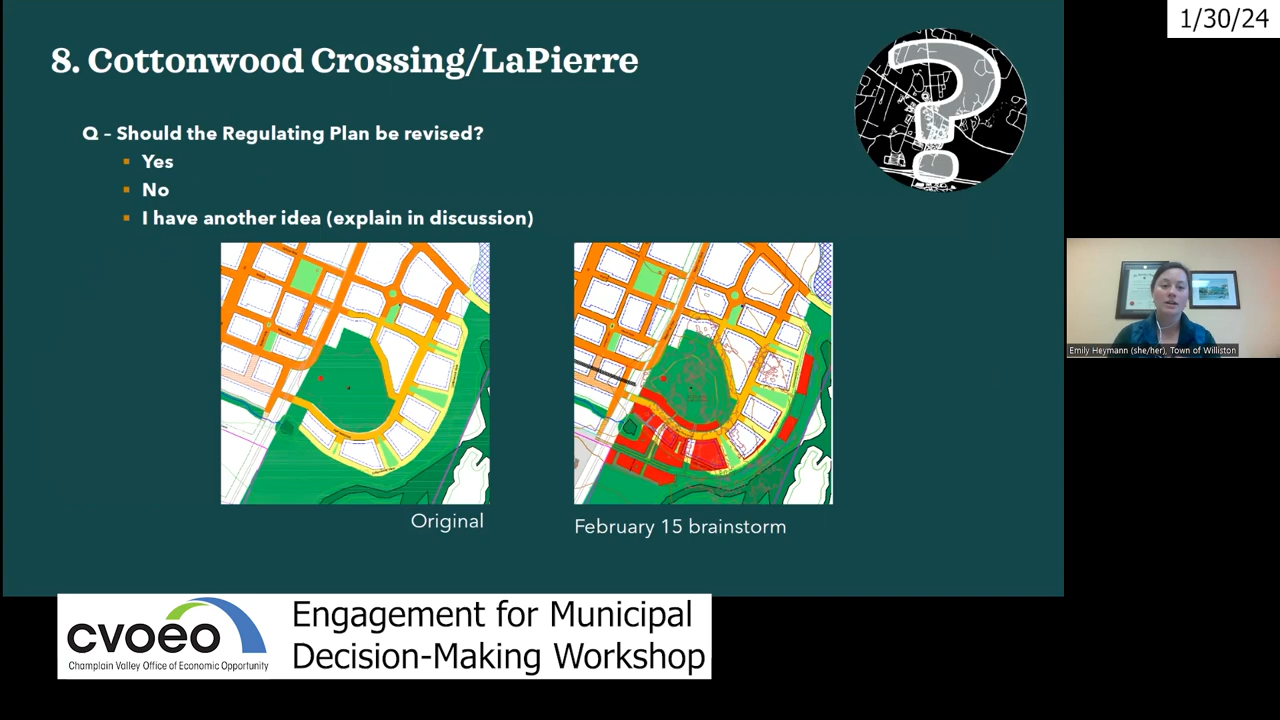 1/30/24
8. Cottonwood Crossing/LaPierre
Q – Should the Regulating Plan be revised?
Yes
No
I have another idea (explain in discussion)
Original
February 15 brainstorm
Emily Heymann (she/her), Town of Williston
cvoeo
Champlain Valley Office of Economic Opportunity
Engagement for Municipal
Decision-Making Workshop